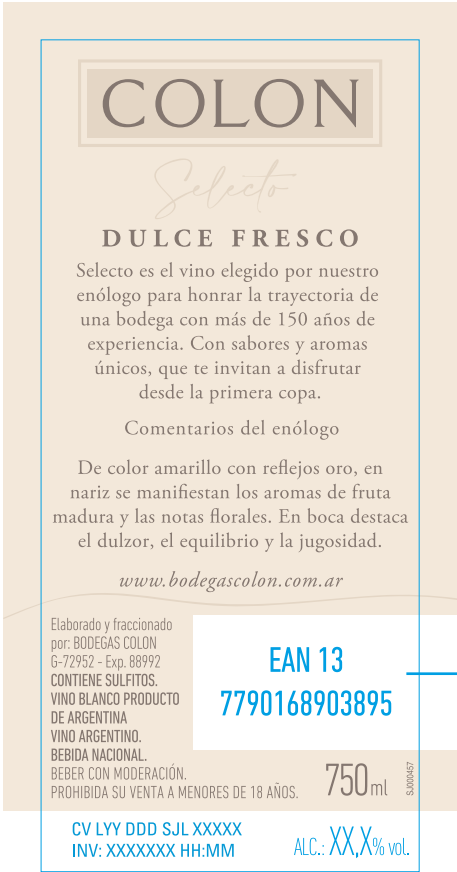 COLON
Selecto
DULCE FRESCO
Selecto es el vino elegido por nuestro
enólogo para honrar la trayectoria de
una bodega con más de 150 años de
experiencia. Con sabores y aromas
únicos, que te invitan a disfrutar
desde la primera copa.
Comentarios del enólogo
De color amarillo con reflejos oro, en
nariz se manifiestan los aromas de fruta
madura y las notas florales. En boca destaca
el dulzor, el equilibrio y la jugosidad.
www.bodegascolon.com.ar
Elaborado y fraccionado
por: BODEGAS COLON
G-72952 - Exp. 88992
CONTIENE SULFITOS.
VINO BLANCO PRODUCTO
DE ARGENTINA
VINO ARGENTINO.
BEBIDA NACIONAL.
BEBER CON MODERACIÓN.
PROHIBIDA SU VENTA A MENORES DE 18 AÑOS.
EAN 13
7790168903895
750ml
SJ000457
CV LYY DDD SJL XXXXX
INV: XXXXXXX HH:MM
ALC.: XX,X% vol.